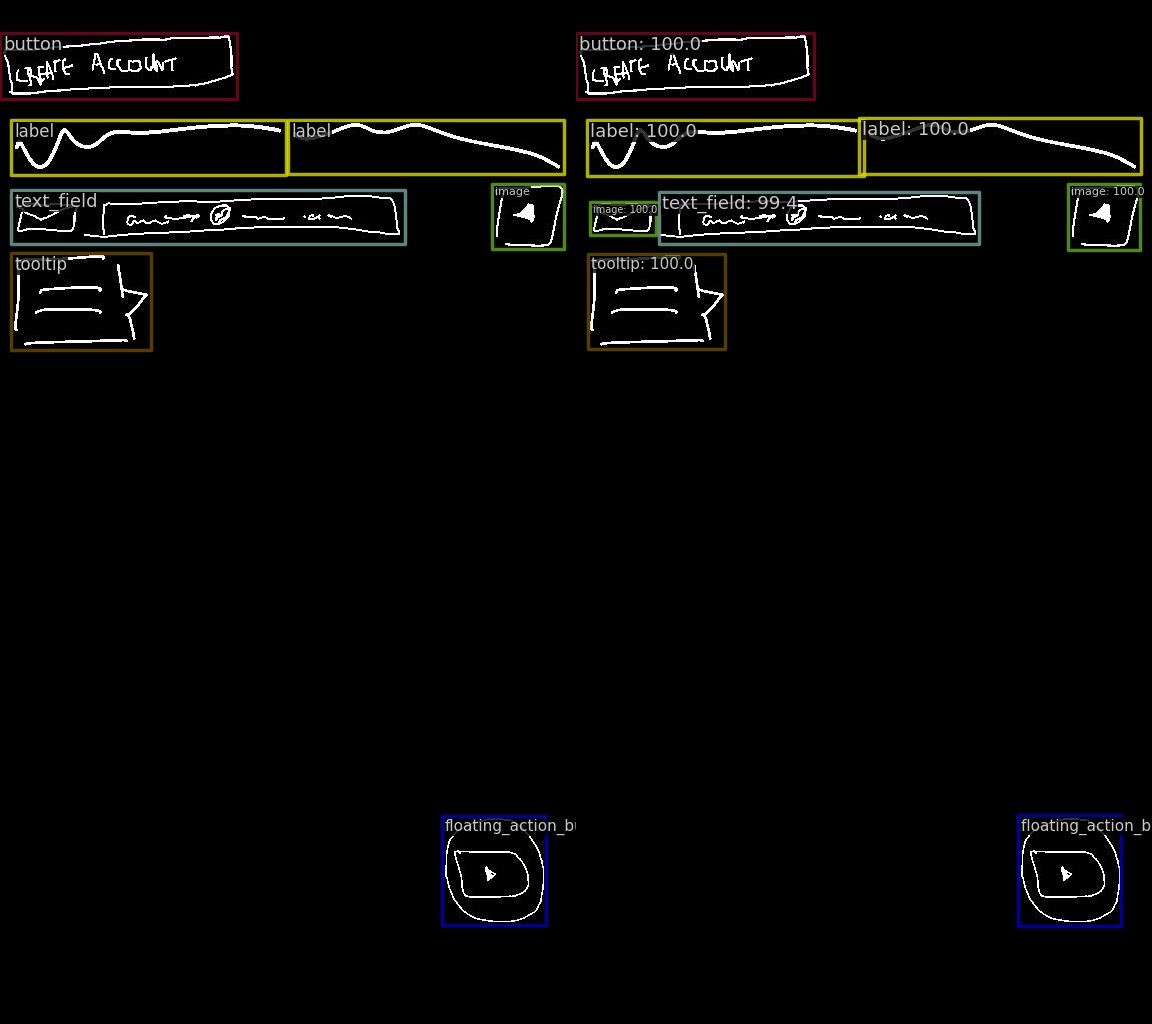 button button: 100.0
CREATE ACCOUNT CREATE ACCOUNT
label label label: 100.0 label: 100.0
image image: 100.0
text_field image: 100.0 text_field: 99.4
tooltip tooltip: 100.0
floating_action_bu floating_action_b